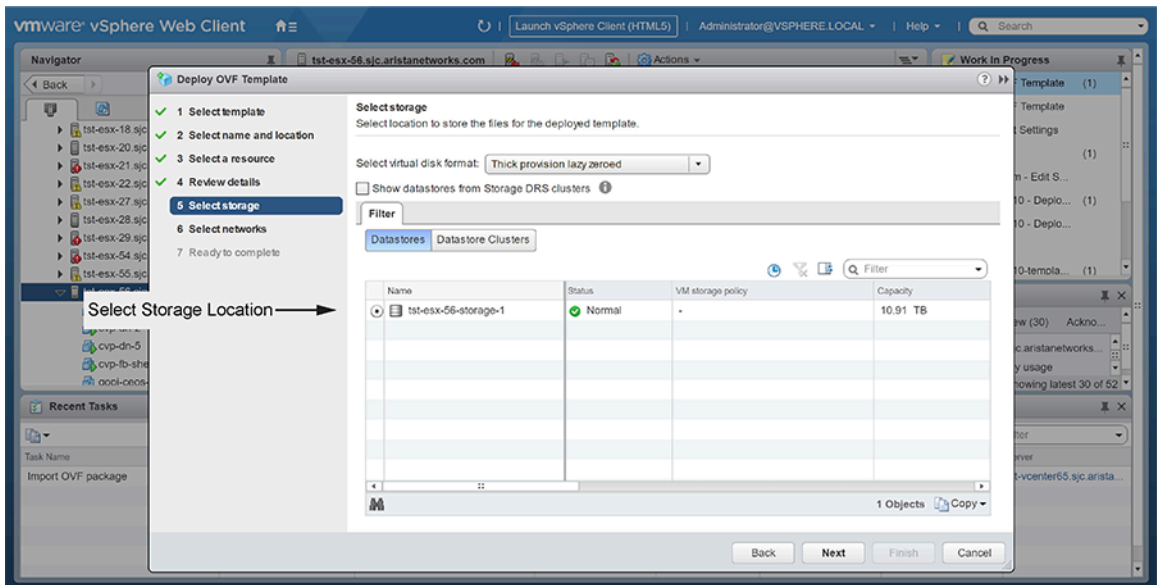 vmware® vSphere Web Client
Launch vSphere Client (HTML5)
Administrator@VSPHERE.LOCAL
Help
Search
Navigator
tst-esx-56.sjc.aristanetworks.com
Actions
Work In Progress
Back
tst-esx-18.sjc
tst-esx-20.sjc
tst-esx-21.sjc
tst-esx-22.sjc
tst-esx-27.sjc
tst-esx-28.sjc
tst-esx-29.sjc
tst-esx-54.sjc
tst-esx-55.sjc
cvp-dn-2
cvp-dn-5
cvp-fb-she
Deploy OVF Template
1 Select template
2 Select name and location
3 Select a resource
4 Review details
5 Select storage
6 Select networks
7 Ready to complete
Select storage
Select location to store the files for the deployed template.
Select virtual disk format: Thick provision lazy zeroed
Show datastores from Storage DRS clusters
Filter
Datastores Datastore Clusters
Filter
Name Status VM storage policy Capacity
tst-esx-56-storage-1 Normal - 10.91 TB
Select Storage Location
1 Objects Copy
Back Next Finish Cancel
Template (1)
Template
t Settings
(1)
n - Edit S...
10 - Deplo... (1)
10 - Deplo...
10-templa... (1)
ew (30) Ackno...
c.aristanetworks...
y usage
howing latest 30 of 52
Recent Tasks
Task Name
Import OVF package
lter
erver
t-vcenter65.sjc.arista...